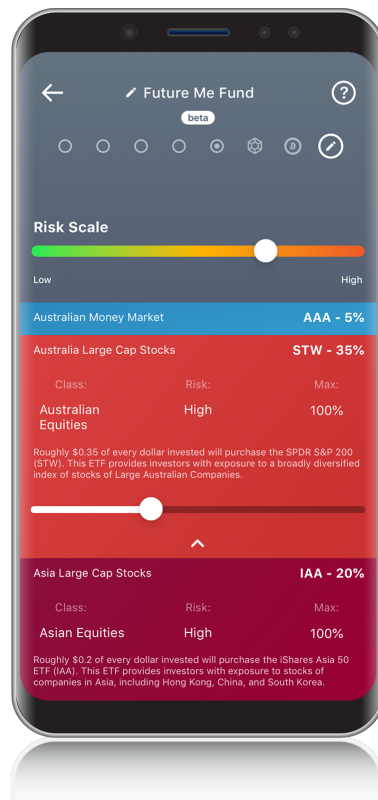 Future Me Fund
beta
Risk Scale
Low High
Australian Money Market AAA - 5%
Australia Large Cap Stocks STW - 35%
Class: Risk: Max:
Australian High 100%
Equities
Roughly $0.35 of every dollar invested will purchase the SPDR S&P 200
(STW). This ETF provides investors with exposure to a broadly diversified
index of stocks of Large Australian Companies.
Asia Large Cap Stocks IAA - 20%
Class: Risk: Max:
Asian Equities High 100%
Roughly $0.2 of every dollar invested will purchase the iShares Asia 50
ETF (IAA). This ETF provides investors with exposure to stocks of
companies in Asia, including Hong Kong, China, and South Korea.